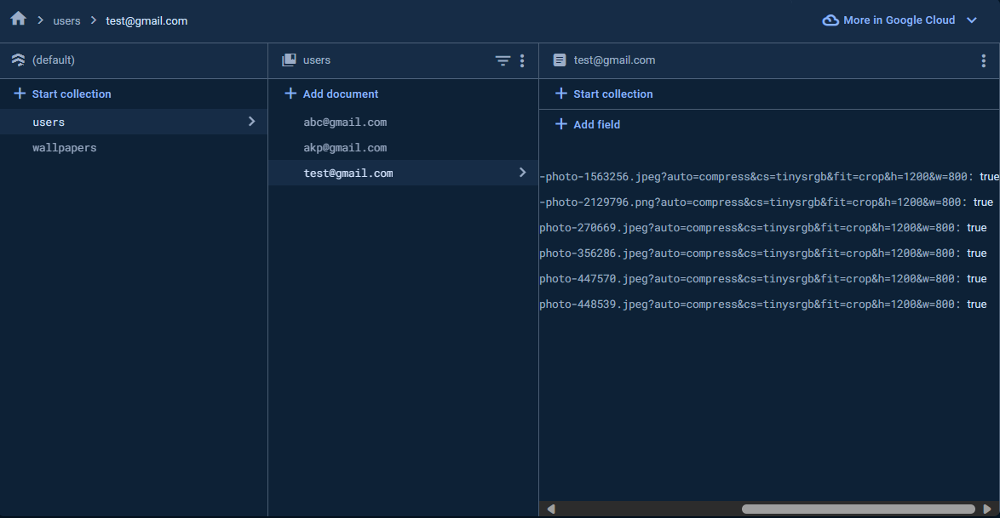 users
test@gmail.com
More in Google Cloud
(default)
users
test@gmail.com
Start collection
Add document
Start collection
users
abc@gmail.com
Add field
wallpapers
akp@gmail.com
test@gmail.com
-photo-1563256.jpeg?auto=compress&cs=tinysrgb&fit=crop&h=1200&w=800: true
-photo-2129796.png?auto=compress&cs=tinysrgb&fit=crop&h=1200&w=800: true
photo-270669.jpeg?auto=compress&cs=tinysrgb&fit=crop&h=1200&w=800: true
photo-356286.jpeg?auto=compress&cs=tinysrgb&fit=crop&h=1200&w=800: true
photo-447570.jpeg?auto=compress&cs=tinysrgb&fit=crop&h=1200&w=800: true
photo-448539.jpeg?auto=compress&cs=tinysrgb&fit=crop&h=1200&w=800: true